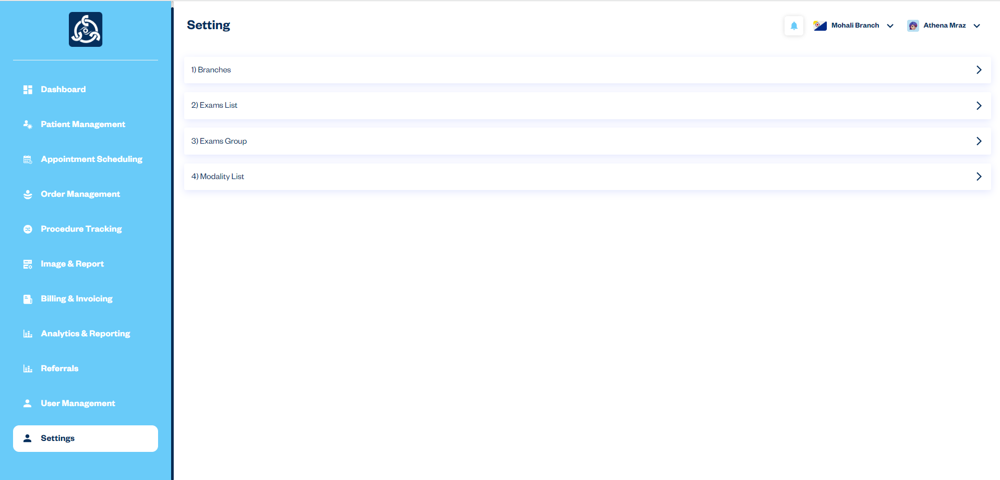 Setting
Mohali Branch
Athena Mraz
Dashboard
Patient Management
Appointment Scheduling
Order Management
Procedure Tracking
Image & Report
Billing & Invoicing
Analytics & Reporting
Referrals
User Management
Settings
1) Branches
2) Exams List
3) Exams Group
4) Modality List